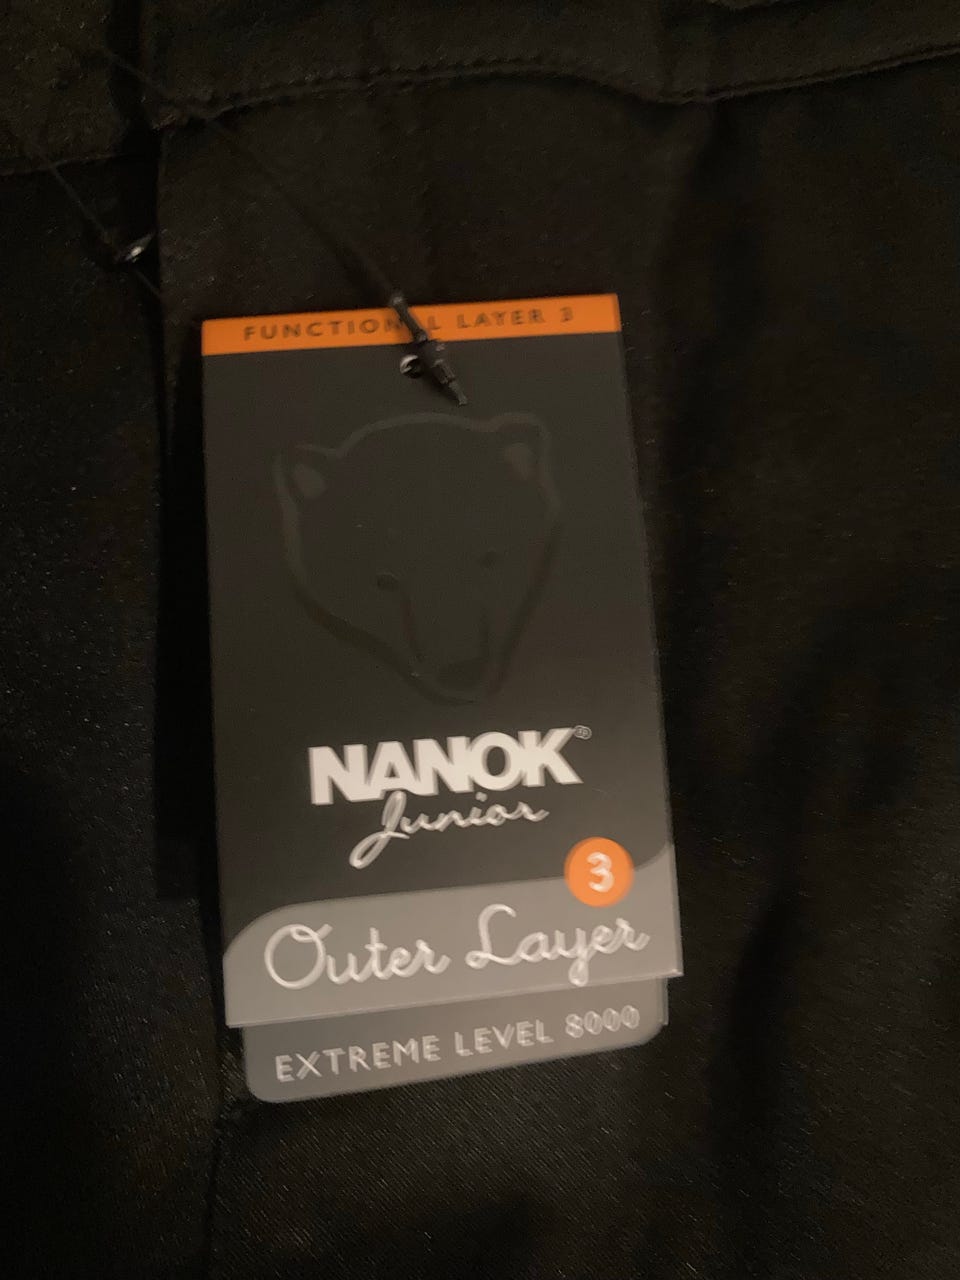 FUNCTIONAL LAYER 3
NANOK®
Junior
3
Outer Layer
EXTREME LEVEL 8000